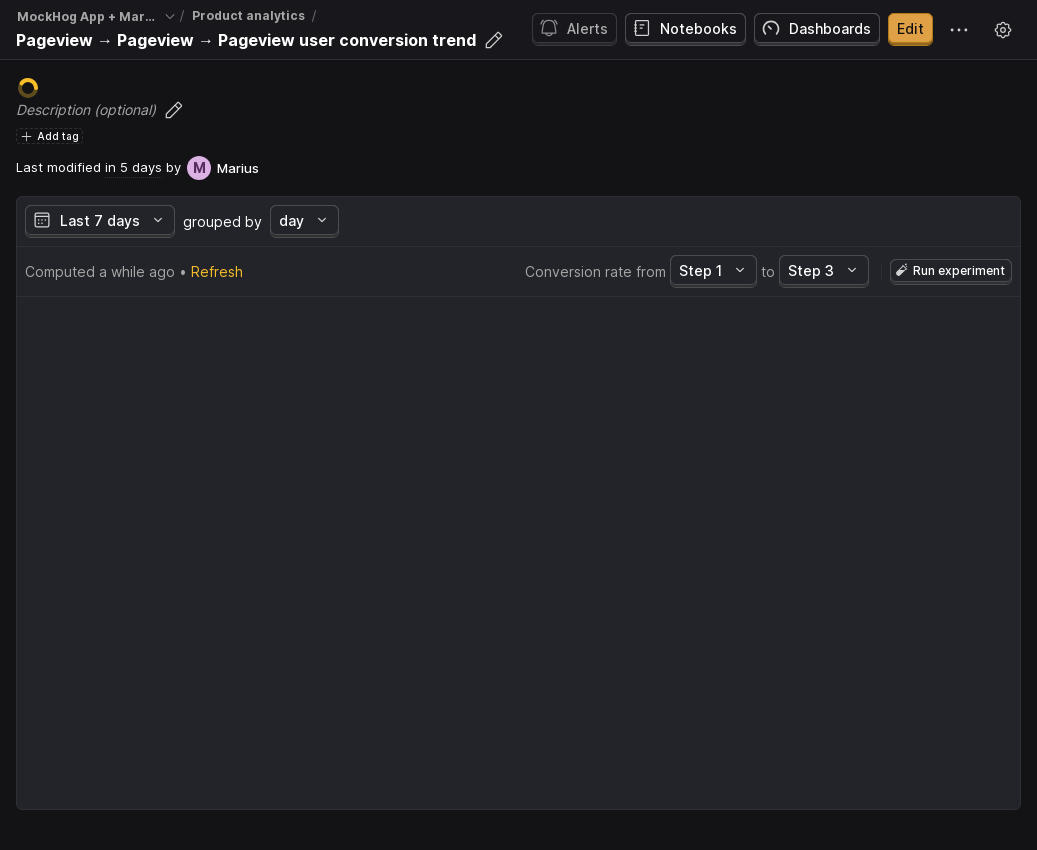 MockHog App + Mar... / Product analytics /
Pageview → Pageview → Pageview user conversion trend
Alerts Notebooks Dashboards Edit
Description (optional)
Add tag
Last modified in 5 days by M Marius
Last 7 days grouped by day
Computed a while ago • Refresh
Conversion rate from Step 1 to Step 3 Run experiment